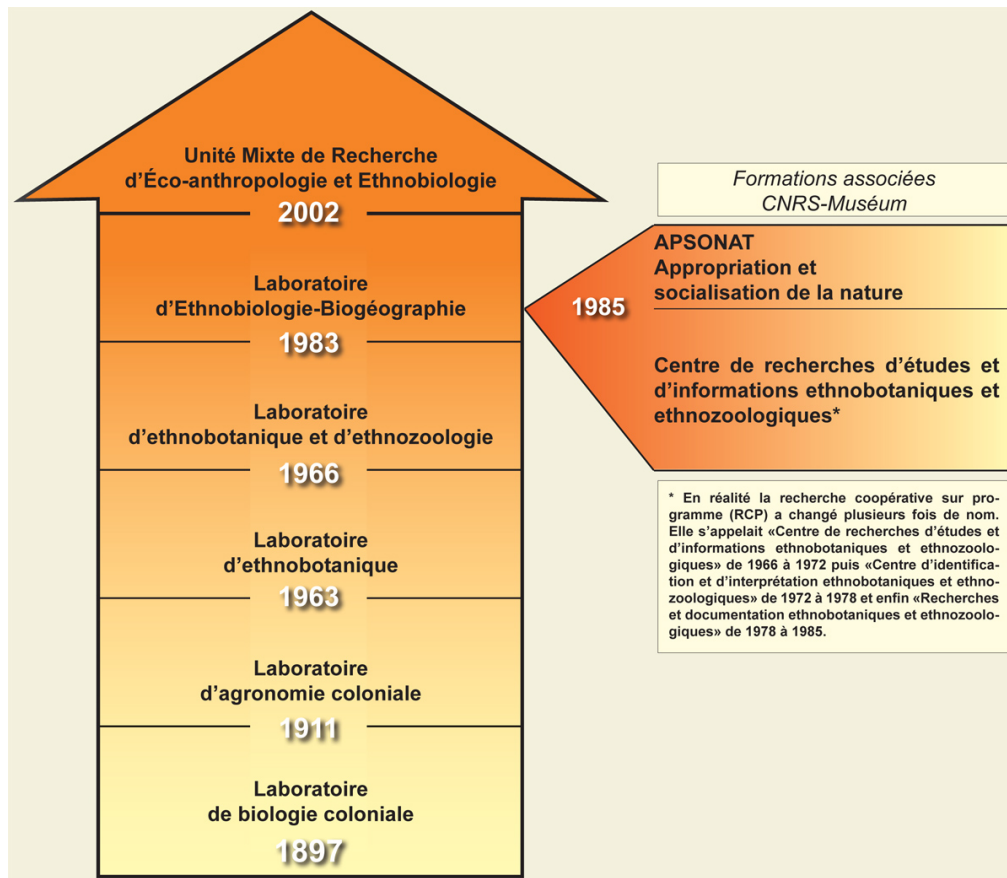 Unité Mixte de Recherche
d’Éco-anthropologie et Ethnobiologie
2002
Laboratoire
d’Ethnobiologie-Biogéographie
1983
Laboratoire
d’ethnobotanique et d’ethnozoologie
1966
Laboratoire
d’ethnobotanique
1963
Laboratoire
d’agronomie coloniale
1911
Laboratoire
de biologie coloniale
1897
Formations associées
CNRS-Muséum
1985
APSONAT
Appropriation et
socialisation de la nature
Centre de recherches d’études et
d’informations ethnobotaniques et
ethnozoologiques*
* En réalité la recherche coopérative sur pro-
gramme (RCP) a changé plusieurs fois de nom.
Elle s’appelait «Centre de recherches d’études et
d’informations ethnobotaniques et ethnozoolo-
giques» de 1966 à 1972 puis «Centre d’identifica-
tion et d’interprétation ethnobotaniques et ethno-
zoologiques» de 1972 à 1978 et enfin «Recherches
et documentation ethnobotaniques et ethnozoolo-
giques» de 1978 à 1985.